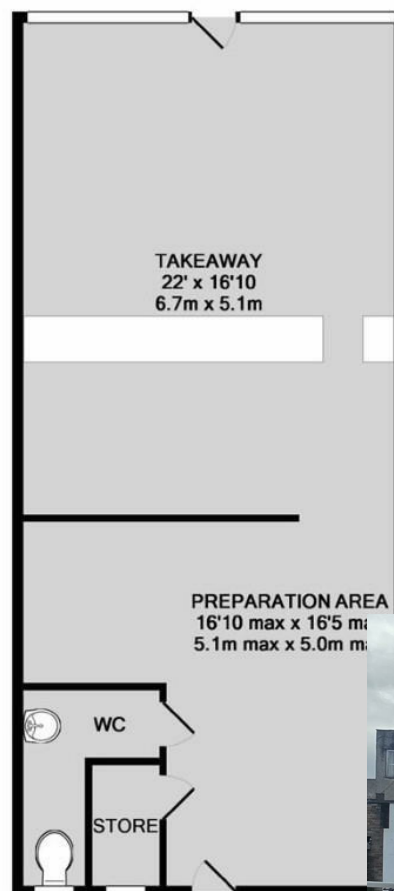 TAKEAWAY
22' x 16'10
6.7m x 5.1m
PREPARATION AREA
16'10 max x 16'5
5.1m max x 5.0m
WC
STORE